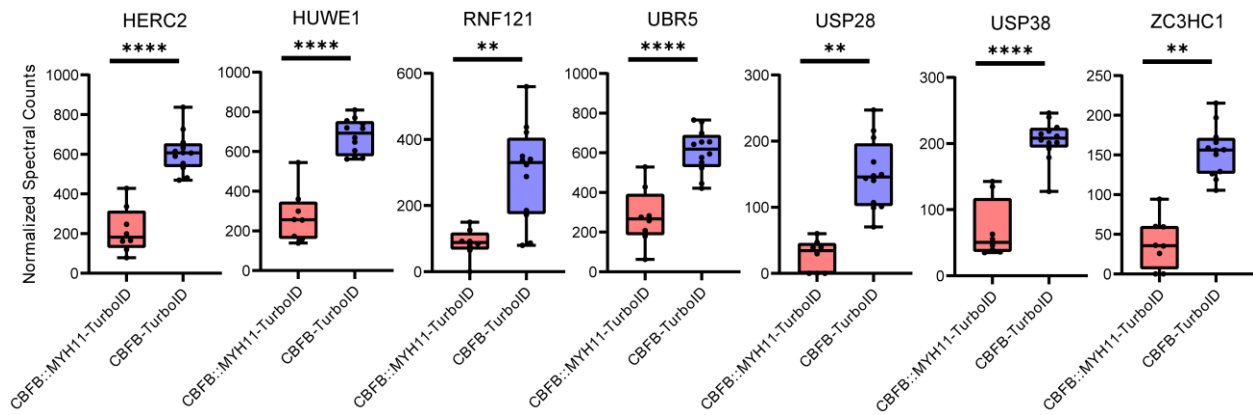 HERC2
HUWE1
RNF121
UBR5
USP28
USP38
ZC3HC1
****
****
**
****
**
****
**
Normalized Spectral Counts
1000
800
600
400
200
0
1000
800
600
400
200
0
600
400
200
0
1000
800
600
400
200
0
300
200
100
0
300
200
100
0
250
200
150
100
50
0
CBFB::MYH11-TurboID
CBFB-TurboID
CBFB::MYH11-TurboID
CBFB-TurboID
CBFB::MYH11-TurboID
CBFB-TurboID
CBFB::MYH11-TurboID
CBFB-TurboID
CBFB::MYH11-TurboID
CBFB-TurboID
CBFB::MYH11-TurboID
CBFB-TurboID
CBFB::MYH11-TurboID
CBFB-TurboID